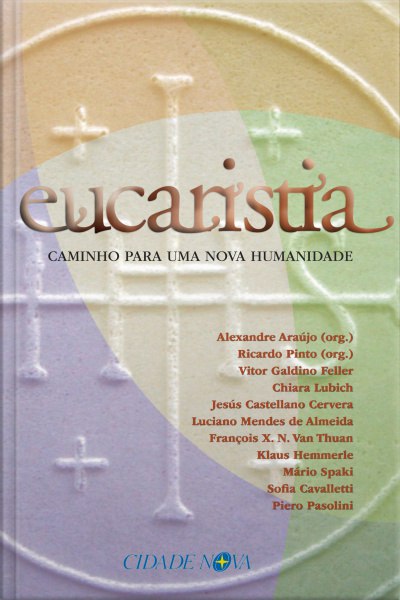 eucaristia
CAMINHO PARA UMA NOVA HUMANIDADE
IHS
Alexandre Araújo (org.)
Ricardo Pinto (org.)
Vitor Galdino Feller
Chiara Lubich
Jesús Castellano Cervera
Luciano Mendes de Almeida
François X. N. Van Thuan
Klaus Hemmerle
Mário Spaki
Sofia Cavalletti
Piero Pasolini
CIDADE NOVA